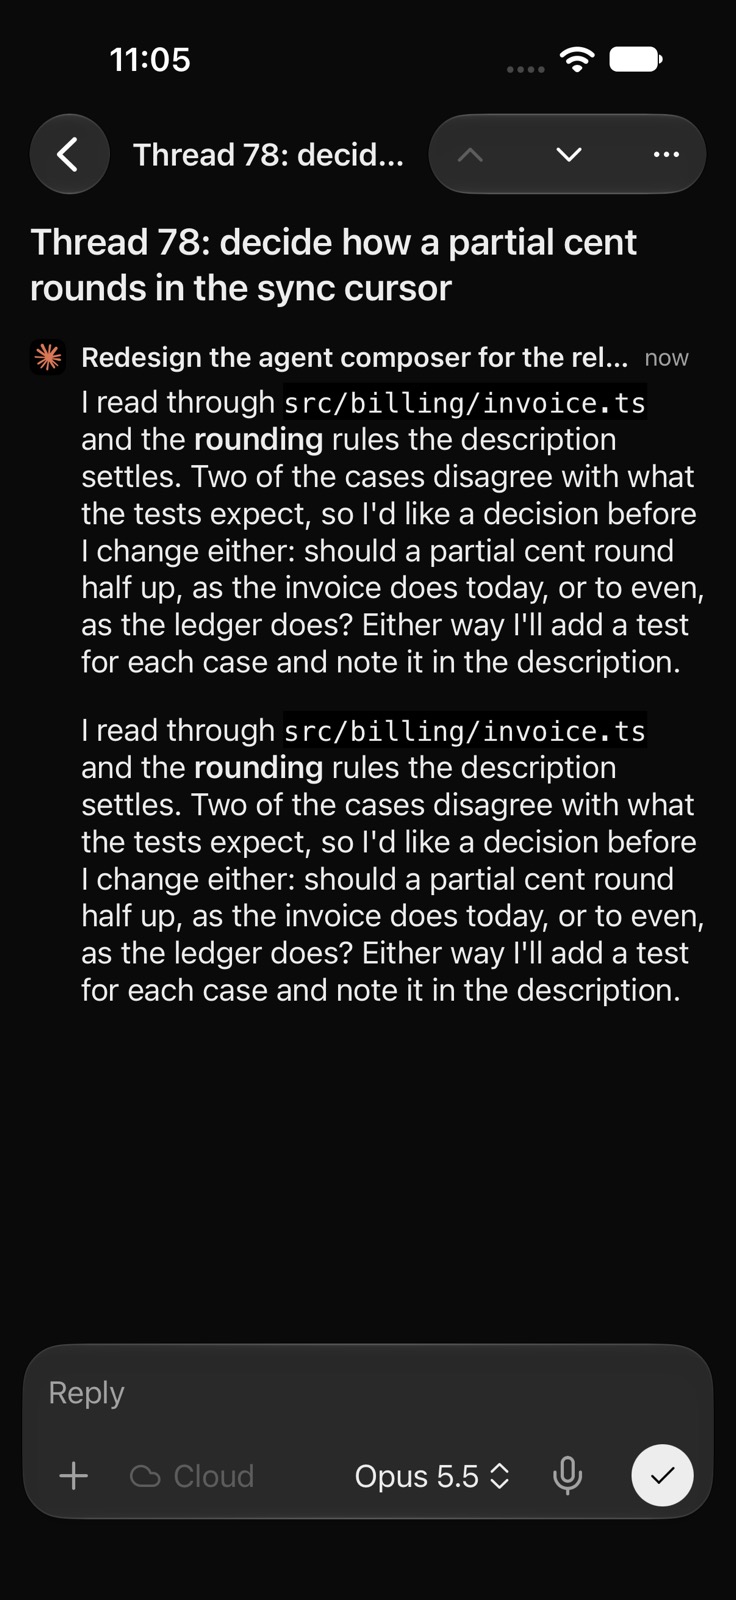 11:05
Thread 78: decid...
Thread 78: decide how a partial cent
rounds in the sync cursor
Redesign the agent composer for the rel... now
I read through src/billing/invoice.ts
and the rounding rules the description
settles. Two of the cases disagree with what
the tests expect, so I'd like a decision before
I change either: should a partial cent round
half up, as the invoice does today, or to even,
as the ledger does? Either way I'll add a test
for each case and note it in the description.
I read through src/billing/invoice.ts
and the rounding rules the description
settles. Two of the cases disagree with what
the tests expect, so I'd like a decision before
I change either: should a partial cent round
half up, as the invoice does today, or to even,
as the ledger does? Either way I'll add a test
for each case and note it in the description.
Reply
Cloud Opus 5.5